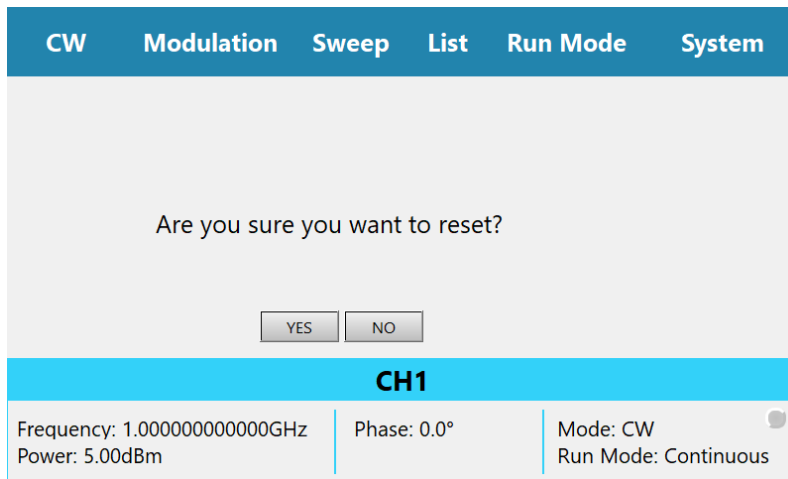 CW Modulation Sweep List Run Mode System
Are you sure you want to reset?
YES NO
CH1
Frequency: 1.000000000000GHz Phase: 0.0° Mode: CW
Power: 5.00dBm Run Mode: Continuous